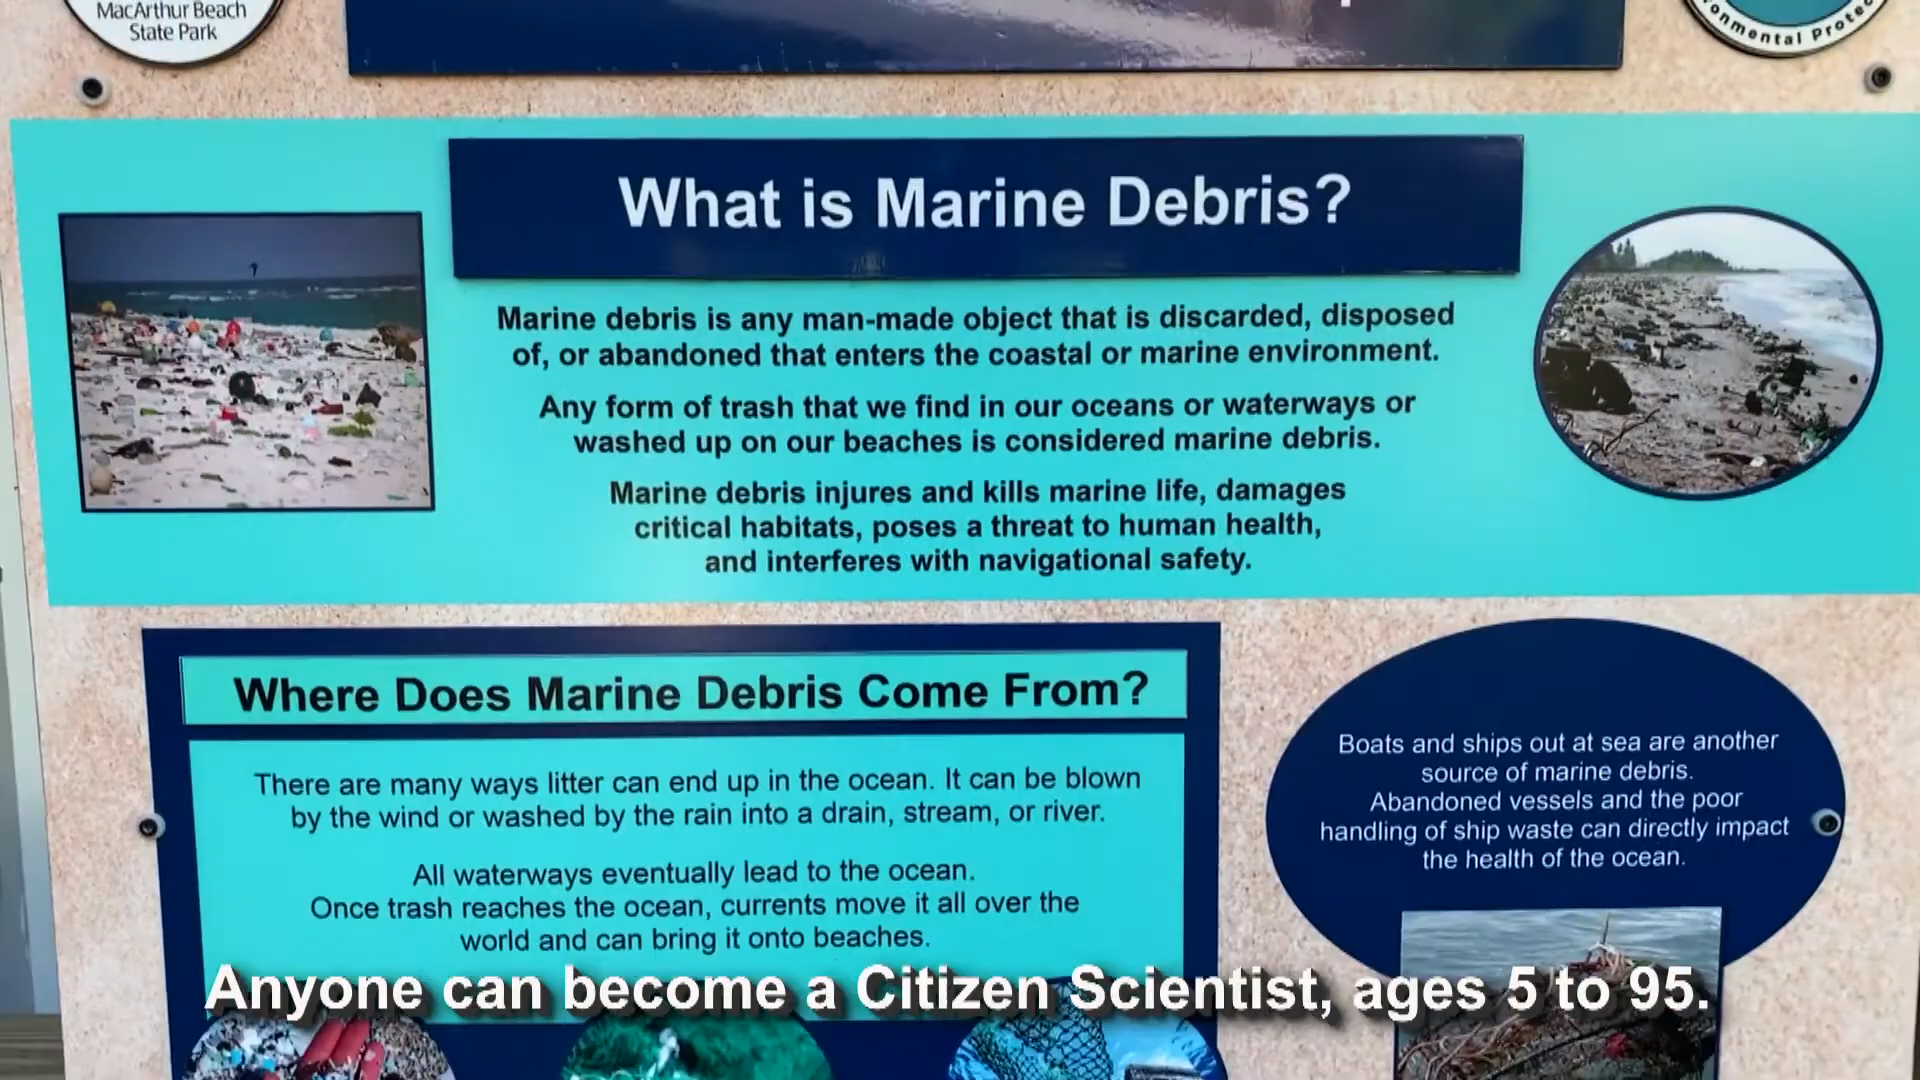 MacArthur Beach
State Park
What is Marine Debris?
Marine debris is any man-made object that is discarded, disposed
of, or abandoned that enters the coastal or marine environment.
Any form of trash that we find in our oceans or waterways or
washed up on our beaches is considered marine debris.
Marine debris injures and kills marine life, damages
critical habitats, poses a threat to human health,
and interferes with navigational safety.
Where Does Marine Debris Come From?
There are many ways litter can end up in the ocean. It can be blown
by the wind or washed by the rain into a drain, stream, or river.
All waterways eventually lead to the ocean.
Once trash reaches the ocean, currents move it all over the
world and can bring it onto beaches.
Boats and ships out at sea are another
source of marine debris.
Abandoned vessels and the poor
handling of ship waste can directly impact
the health of the ocean.
Anyone can become a Citizen Scientist, ages 5 to 95.